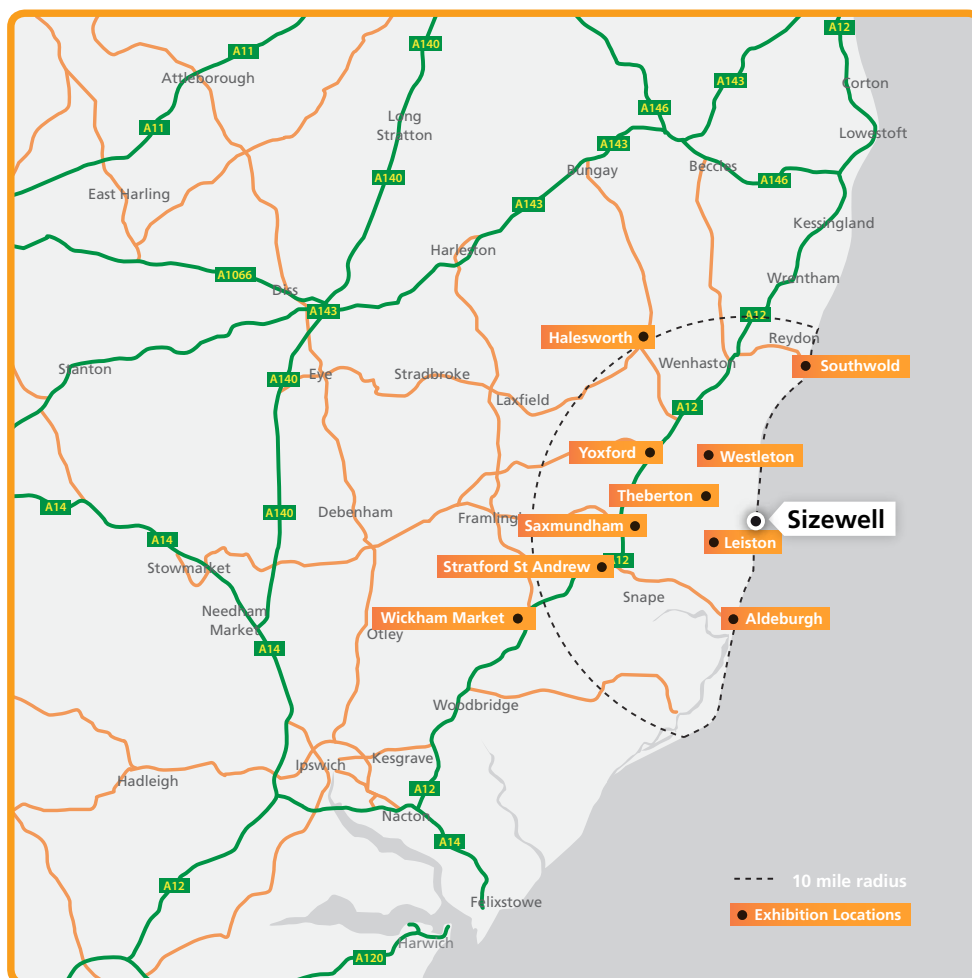 A12
A11
A140
Attleborough
A143
Corton
A146
Long
Stratton
A11
Lowestoft
A143
Bungay
Beccles
A140
A146
East Harling
A143
Kessingland
Harleston
A1066
Wrentham
Diss
A143
A12
Halesworth
Reydon
Wenhaston
Southwold
Stanton
Eye
A140
Stradbroke
Laxfield
A12
Yoxford
Westleton
Theberton
A14
A140
Debenham
Framlingh
Saxmundham
Sizewell
A14
Leiston
A12
Stowmarket
Stratford St Andrew
Snape
Needham
Market
Wickham Market
Aldeburgh
Otley
A14
Woodbridge
Ipswich
Kesgrave
Hadleigh
A12
Nacton
A14
A12
10 mile radius
Felixstowe
Exhibition Locations
Harwich
A120